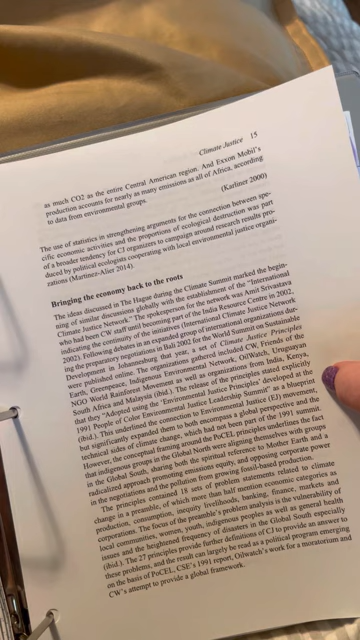 Climate Justice 15
as much CO2 as the entire Central American region. And Exxon Mobil's
production accounts for nearly as many emissions as all of Africa, according
to data from environmental groups.
(Karliner 2000)
The use of statistics in strengthening arguments for the connection between spe-
cific economic activities and the proportions of ecological destruction was part
of a broader tendency for CJ organizers to campaign around research results pro-
duced by political ecologists cooperating with local environmental justice organi-
zations (Martinez-Alier 2014).
Bringing the economy back to the roots
The ideas discussed in The Hague during the Climate Summit marked the begin-
ning of similar discussions globally with the establishment of the "International
Climate Justice Network." The spokesperson for the network was Amit Srivastava
who had been CW staff until becoming part of the India Resource Centre in 2002,
indicating the continuity of the initiatives (International Climate Justice Network
2002). Following debates in an expanded group of international organizations dur-
ing the preparatory negotiations in Bali 2002 for the World Summit on Sustainable
Development in Johannesburg that year, a set of Climate Justice Principles
were published online. The organizations gathered included CW, Friends of the
Earth, Greenpeace, Indigenous Environmental Network, OilWatch, Uruguayan
NGO World Rainforest Movement as well as organizations from India, Kenya,
South Africa and Malaysia (ibid.). The release of the principles stated explicitly
that they "Adopted using the 'Environmental Justice Principles' developed at the
1991 People of Color Environmental Justice Leadership Summit" as a blueprint
(ibid.). This underlined the connection to Environmental Justice (EJ) movement,
but significantly expanded them to both encompass a global perspective and the
technical sides of climate change, which had not been part of the 1991 summit.
However, the conceptual framing around the PoCEL principles underlines the fact
that indigenous groups in the Global North were aligning themselves with groups
in the Global South, sharing both the spiritual reference to Mother Earth and a
radicalized approach promoting emissions equity, and opposing corporate power
in the negotiations and the pollution from growing fossil-based production.
The principles contained 18 sets of problem statements related to climate
change in a preamble, of which more than half mention economic categories as
production, consumption, inequity livelihoods, banking, finance, markets and
corporations. The focus of the preamble's problem analysis is the vulnerability of
local communities, women, youth, indigenous peoples as well as general health
issues and the heightened frequency of disasters in the Global South especially
(ibid.). The 27 principles provide further definitions of CJ to provide an answer to
these problems, and the result can largely be read as a political program emerging
on the basis of PoCEL, CSE's 1991 report, Oilwatch's work for a moratorium and
CW's attempt to provide a global framework.